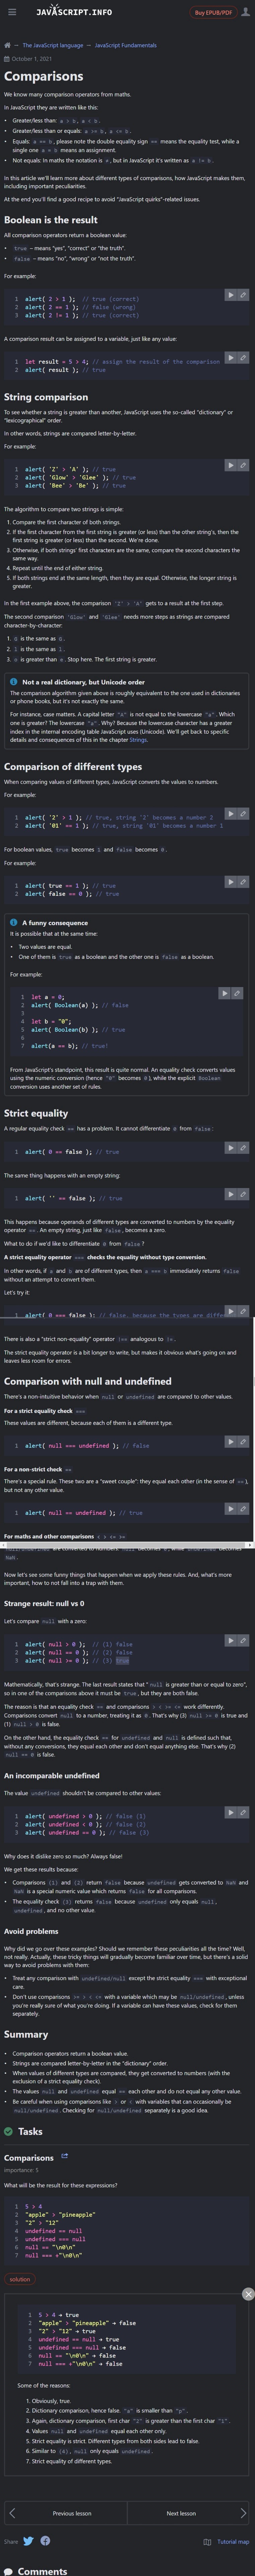 JAVASCRIPT.INFO
Buy EPUB/PDF
The JavaScript language → JavaScript Fundamentals
October 1, 2021
Comparisons
We know many comparison operators from maths.
In JavaScript they are written like this:
• Greater/less than: a > b, a < b.
• Greater/less than or equals: a >= b, a <= b.
• Equals: a == b, please note the double equality sign == means the equality test, while a
single one a = b means an assignment.
• Not equals: In maths the notation is ≠, but in JavaScript it's written as a != b.
In this article we'll learn more about different types of comparisons, how JavaScript makes them,
including important peculiarities.
At the end you'll find a good recipe to avoid "JavaScript quirks"-related issues.
Boolean is the result
All comparison operators return a boolean value:
• true – means "yes", "correct" or "the truth".
• false – means "no", "wrong" or "not the truth".
For example:
1 alert( 2 > 1 ); // true (correct)
2 alert( 2 == 1 ); // false (wrong)
3 alert( 2 != 1 ); // true (correct)
A comparison result can be assigned to a variable, just like any value:
1 let result = 5 > 4; // assign the result of the comparison
2 alert( result ); // true
String comparison
To see whether a string is greater than another, JavaScript uses the so-called "dictionary" or
"lexicographical" order.
In other words, strings are compared letter-by-letter.
For example:
1 alert( 'Z' > 'A' ); // true
2 alert( 'Glow' > 'Glee' ); // true
3 alert( 'Bee' > 'Be' ); // true
The algorithm to compare two strings is simple:
1. Compare the first character of both strings.
2. If the first character from the first string is greater (or less) than the other string's, then the
first string is greater (or less) than the second. We're done.
3. Otherwise, if both strings' first characters are the same, compare the second characters the
same way.
4. Repeat until the end of either string.
5. If both strings end at the same length, then they are equal. Otherwise, the longer string is
greater.
In the first example above, the comparison 'Z' > 'A' gets to a result at the first step.
The second comparison 'Glow' and 'Glee' needs more steps as strings are compared
character-by-character:
1. G is the same as G.
2. l is the same as l.
3. o is greater than e. Stop here. The first string is greater.
Not a real dictionary, but Unicode order
The comparison algorithm given above is roughly equivalent to the one used in dictionaries
or phone books, but it's not exactly the same.
For instance, case matters. A capital letter "A" is not equal to the lowercase "a". Which
one is greater? The lowercase "a". Why? Because the lowercase character has a greater
index in the internal encoding table JavaScript uses (Unicode). We'll get back to specific
details and consequences of this in the chapter Strings.
Comparison of different types
When comparing values of different types, JavaScript converts the values to numbers.
For example:
1 alert( '2' > 1 ); // true, string '2' becomes a number 2
2 alert( '01' == 1 ); // true, string '01' becomes a number 1
For boolean values, true becomes 1 and false becomes 0.
For example:
1 alert( true == 1 ); // true
2 alert( false == 0 ); // true
A funny consequence
It is possible that at the same time:
• Two values are equal.
• One of them is true as a boolean and the other one is false as a boolean.
For example:
1 let a = 0;
2 alert( Boolean(a) ); // false
3
4 let b = "0";
5 alert( Boolean(b) ); // true
6
7 alert(a == b); // true!
From JavaScript's standpoint, this result is quite normal. An equality check converts values
using the numeric conversion (hence "0" becomes 0), while the explicit Boolean
conversion uses another set of rules.
Strict equality
A regular equality check == has a problem. It cannot differentiate 0 from false:
1 alert( 0 == false ); // true
The same thing happens with an empty string:
1 alert( '' == false ); // true
This happens because operands of different types are converted to numbers by the equality
operator ==. An empty string, just like false, becomes a zero.
What to do if we'd like to differentiate 0 from false?
A strict equality operator === checks the equality without type conversion.
In other words, if a and b are of different types, then a === b immediately returns false
without an attempt to convert them.
Let's try it:
1 alert( 0 === false ); // false, because the types are differ
There is also a "strict non-equality" operator !== analogous to !=.
The strict equality operator is a bit longer to write, but makes it obvious what's going on and
leaves less room for errors.
Comparison with null and undefined
There's a non-intuitive behavior when null or undefined are compared to other values.
For a strict equality check ===
These values are different, because each of them is a different type.
1 alert( null === undefined ); // false
For a non-strict check ==
There's a special rule. These two are a "sweet couple": they equal each other (in the sense of ==),
but not any other value.
1 alert( null == undefined ); // true
For maths and other comparisons < > <= >=
null/undefined are converted to numbers: null becomes 0, while undefined becomes
NaN.
Now let's see some funny things that happen when we apply these rules. And, what's more
important, how to not fall into a trap with them.
Strange result: null vs 0
Let's compare null with a zero:
1 alert( null > 0 ); // (1) false
2 alert( null == 0 ); // (2) false
3 alert( null >= 0 ); // (3) true
Mathematically, that's strange. The last result states that "null is greater than or equal to zero",
so in one of the comparisons above it must be true, but they are both false.
The reason is that an equality check == and comparisons > < >= <= work differently.
Comparisons convert null to a number, treating it as 0. That's why (3) null >= 0 is true and
(1) null > 0 is false.
On the other hand, the equality check == for undefined and null is defined such that,
without any conversions, they equal each other and don't equal anything else. That's why (2)
null == 0 is false.
An incomparable undefined
The value undefined shouldn't be compared to other values:
1 alert( undefined > 0 ); // false (1)
2 alert( undefined < 0 ); // false (2)
3 alert( undefined == 0 ); // false (3)
Why does it dislike zero so much? Always false!
We get these results because:
• Comparisons (1) and (2) return false because undefined gets converted to NaN and
NaN is a special numeric value which returns false for all comparisons.
• The equality check (3) returns false because undefined only equals null,
undefined, and no other value.
Avoid problems
Why did we go over these examples? Should we remember these peculiarities all the time? Well,
not really. Actually, these tricky things will gradually become familiar over time, but there's a solid
way to avoid problems with them:
• Treat any comparison with undefined/null except the strict equality === with exceptional
care.
• Don't use comparisons >= > < <= with a variable which may be null/undefined, unless
you're really sure of what you're doing. If a variable can have these values, check for them
separately.
Summary
• Comparison operators return a boolean value.
• Strings are compared letter-by-letter in the "dictionary" order.
• When values of different types are compared, they get converted to numbers (with the
exclusion of a strict equality check).
• The values null and undefined equal == each other and do not equal any other value.
• Be careful when using comparisons like > or < with variables that can occasionally be
null/undefined. Checking for null/undefined separately is a good idea.
Tasks
Comparisons
importance: 5
What will be the result for these expressions?
1 5 > 4
2 "apple" > "pineapple"
3 "2" > "12"
4 undefined == null
5 undefined === null
6 null == "\n0\n"
7 null === +"\n0\n"
solution
1 5 > 4 → true
2 "apple" > "pineapple" → false
3 "2" > "12" → true
4 undefined == null → true
5 undefined === null → false
6 null == "\n0\n" → false
7 null === +"\n0\n" → false
Some of the reasons:
1. Obviously, true.
2. Dictionary comparison, hence false. "a" is smaller than "p".
3. Again, dictionary comparison, first char "2" is greater than the first char "1".
4. Values null and undefined equal each other only.
5. Strict equality is strict. Different types from both sides lead to false.
6. Similar to (4), null only equals undefined.
7. Strict equality of different types.
Previous lesson
Next lesson
Share
Tutorial map
Comments